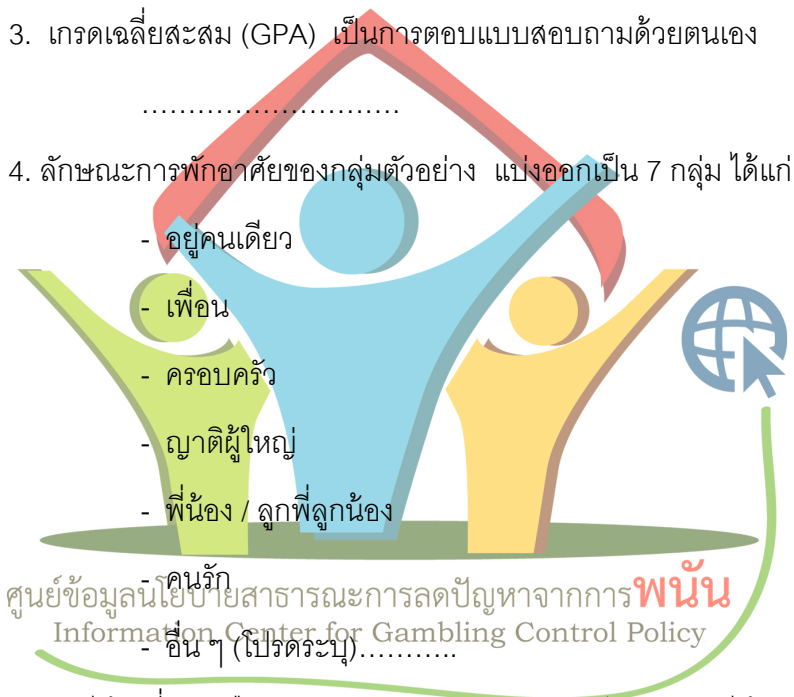 3. เกรดเฉลี่ยสะสม (GPA) เป็นการตอบแบบสอบถามด้วยตนเอง
………………………
4. ลักษณะการพักอาศัยของกลุ่มตัวอย่าง แบ่งออกเป็น 7 กลุ่ม ได้แก่
- อยู่คนเดียว
- เพื่อน
- ครอบครัว
- ญาติผู้ใหญ่
- พี่น้อง / ลูกพี่ลูกน้อง
- คนรัก
ศูนย์ข้อมูลนโยบายสาธารณะการลดปัญหาจากการพนัน
Information Center for Gambling Control Policy
- อื่น ๆ (โปรดระบุ)………..